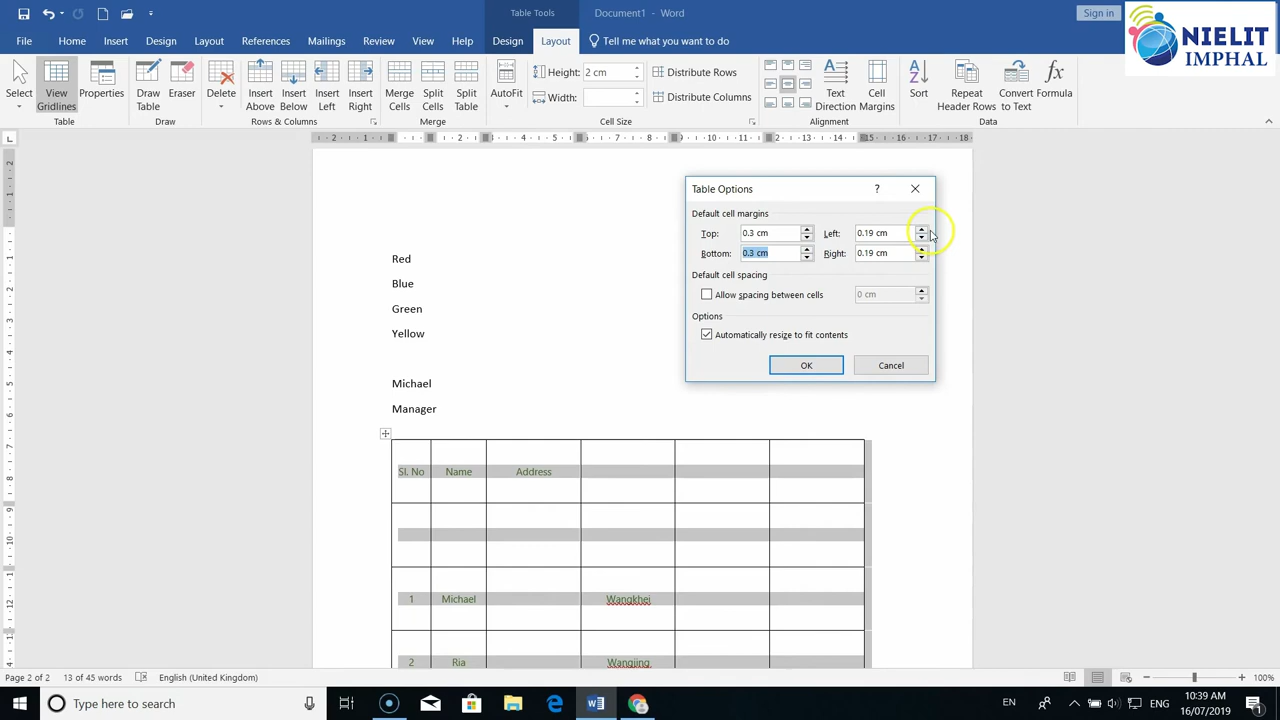 Table Tools
Document1 - Word
Sign in
NIELIT
IMPHAL
File Home Insert Design Layout References Mailings Review View Help Design Layout Tell me what you want to do
Select
View Gridlines
Properties
Table
Draw Table
Eraser
Draw
Delete
Insert Above
Insert Below
Insert Left
Insert Right
Rows & Columns
Merge Cells
Split Cells
Split Table
Merge
AutoFit
Height: 2 cm
Width:
Distribute Rows
Distribute Columns
Cell Size
Text Direction
Cell Margins
Alignment
Sort
Repeat Header Rows
Convert to Text
Formula
Data
Table Options
?
Default cell margins
Top: 0.3 cm Left: 0.19 cm
Bottom: 0.3 cm Right: 0.19 cm
Default cell spacing
Allow spacing between cells 0 cm
Options
Automatically resize to fit contents
OK Cancel
Red
Blue
Green
Yellow
Michael
Manager
Sl. No Name Address
1 Michael Wangkhei
2 Ria Wangjing
Page 2 of 2 13 of 45 words English (United Kingdom) 100%
Type here to search
EN
ENG
10:39 AM
16/07/2019